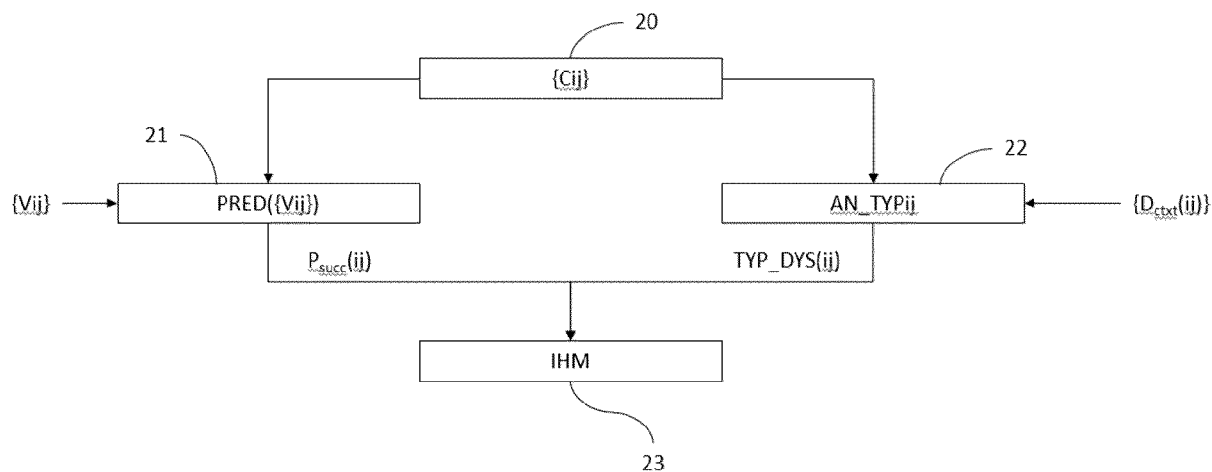 20
{Cij}
21
22
{Vij}
PRED({Vij})
AN_TYPij
{Dctxt(ij)}
Psucc(ij)
TYP_DYS(ij)
IHM
23